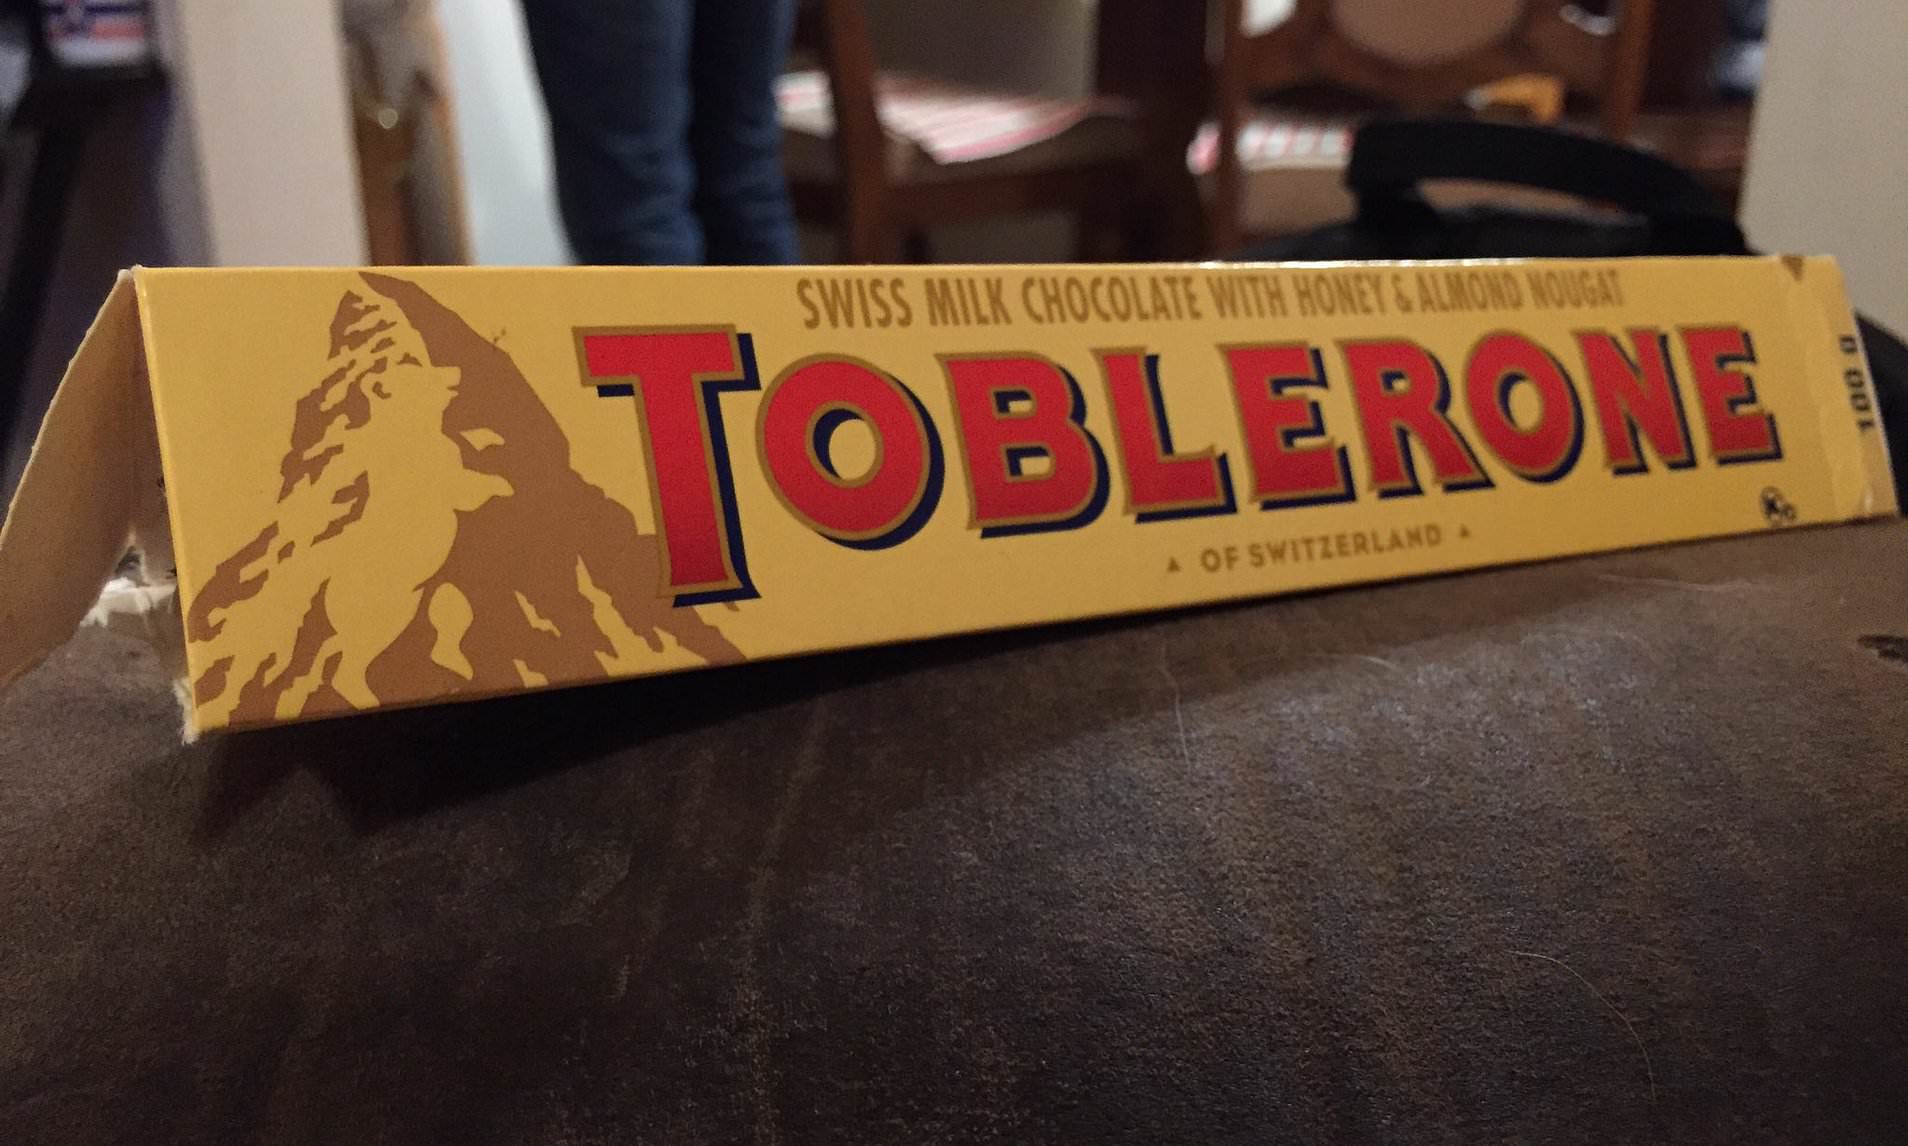 SWISS MILK CHOCOLATE WITH HONEY & ALMOND NOUGAT
TOBLERONE
OF SWITZERLAND
100 g